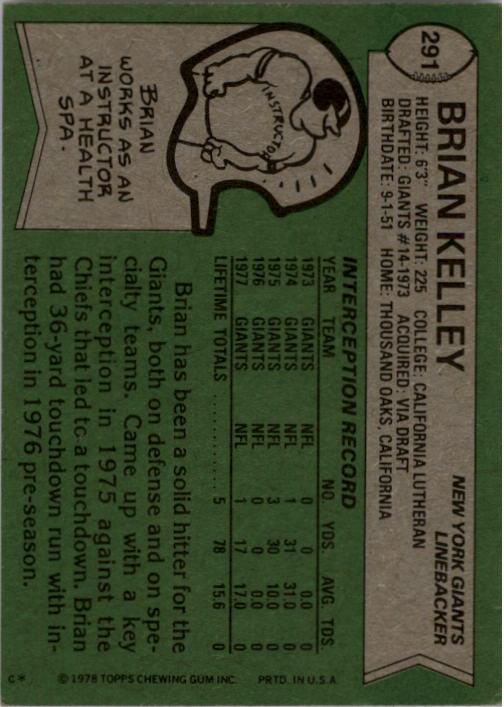 291
BRIAN KELLEY
NEW YORK GIANTS
LINEBACKER
HEIGHT: 6'3" WEIGHT: 225 COLLEGE: CALIFORNIA LUTHERAN
DRAFTED: GIANTS #14-1973 ACQUIRED: VIA DRAFT
BIRTHDATE: 9-1-51 HOME: THOUSAND OAKS, CALIFORNIA
INSTRUCTOR
BRIAN
WORKS AS AN
INSTRUCTOR
AT A HEALTH
SPA.
INTERCEPTION RECORD
YEAR TEAM NO. YDS. AVG. TDS.
1973 GIANTS NFL 0 0 0.0 0
1974 GIANTS NFL 1 31 31.0 0
1975 GIANTS NFL 3 30 10.0 0
1976 GIANTS NFL 0 0 0.0 0
1977 GIANTS NFL 1 17 17.0 0
LIFETIME TOTALS .......... 5 78 15.6 0
Brian has been a solid hitter for the
Giants, both on defense and on spe-
cialty teams. Came up with a key
interception in 1975 against the
Chiefs that led to a touchdown. Brian
had 36-yard touchdown run with in-
terception in 1976 pre-season.
©1978 TOPPS CHEWING GUM INC. PRTD. IN U.S.A
C*